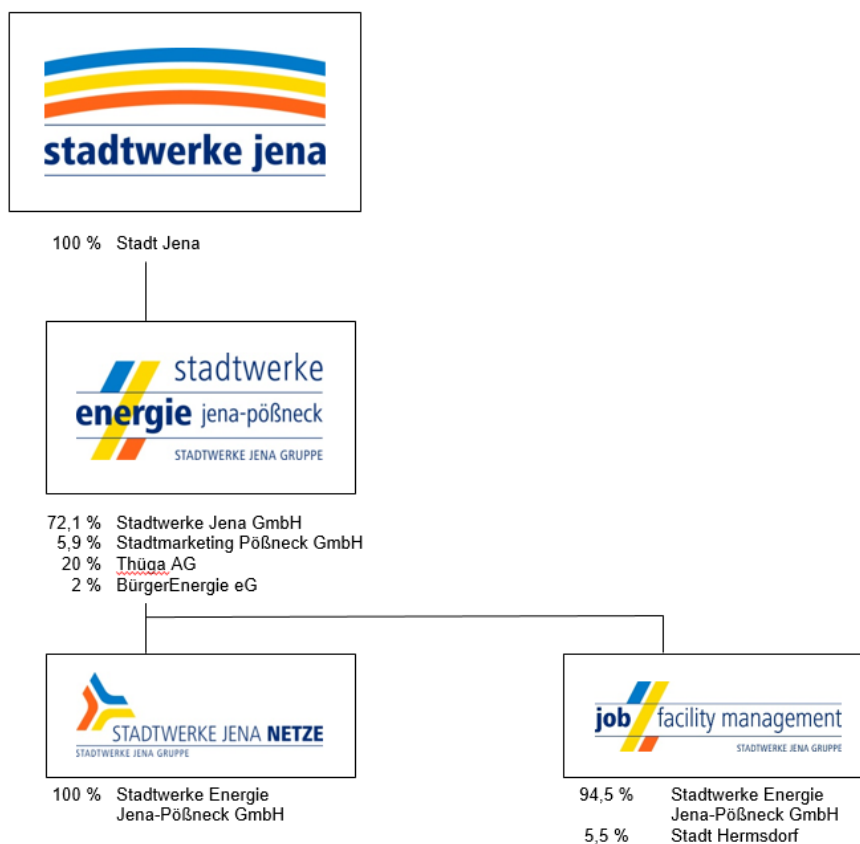 stadtwerke jena
100 % Stadt Jena
stadtwerke
energie jena-pößneck
STADTWERKE JENA GRUPPE
72,1 % Stadtwerke Jena GmbH
5,9 % Stadtmarketing Pößneck GmbH
20 % Thüga AG
2 % BürgerEnergie eG
STADTWERKE JENA NETZE
STADTWERKE JENA GRUPPE
100 % Stadtwerke Energie
Jena-Pößneck GmbH
job facility management
STADTWERKE JENA GRUPPE
94,5 % Stadtwerke Energie
Jena-Pößneck GmbH
5,5 % Stadt Hermsdorf